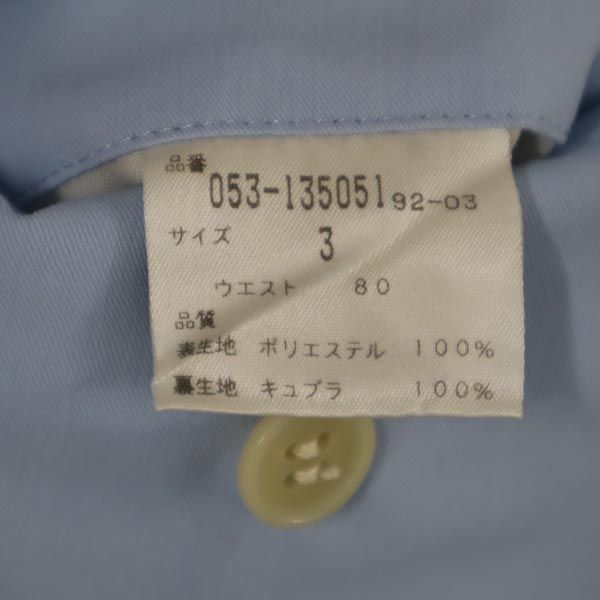 品番
053-135051 92-03
サイズ 3
ウエスト 80
品質
表生地 ポリエステル 100%
裏生地 キュプラ 100%